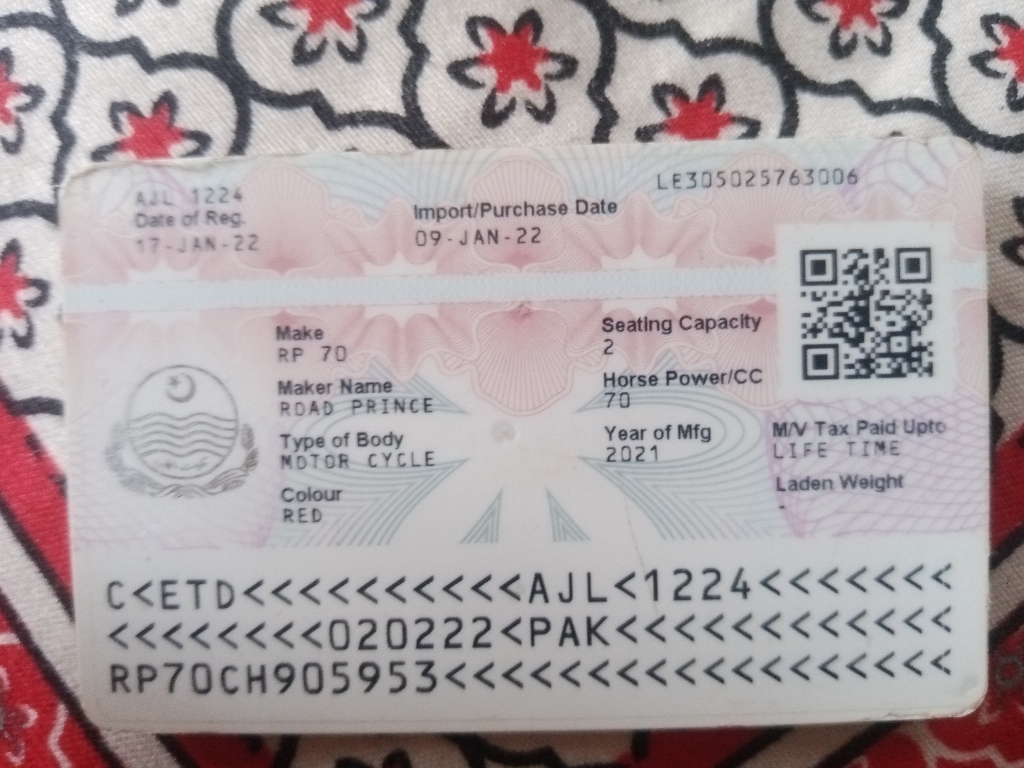 AJL 1224
LE305025763006
Date of Reg.
17-JAN-22
Import/Purchase Date
09-JAN-22
Make
RP 70
Maker Name
ROAD PRINCE
Type of Body
MOTOR CYCLE
Colour
RED
Seating Capacity
2
Horse Power/CC
70
Year of Mfg
2021
M/V Tax Paid Upto
LIFE TIME
Laden Weight
-
C<ETD<<<<<<<<<<<AJL<1224<<<<<<<
<<<<<<<<020222<PAK<<<<<<<<<<<<<
RP70CH905953<<<<<<<<<<<<<<<<<<<